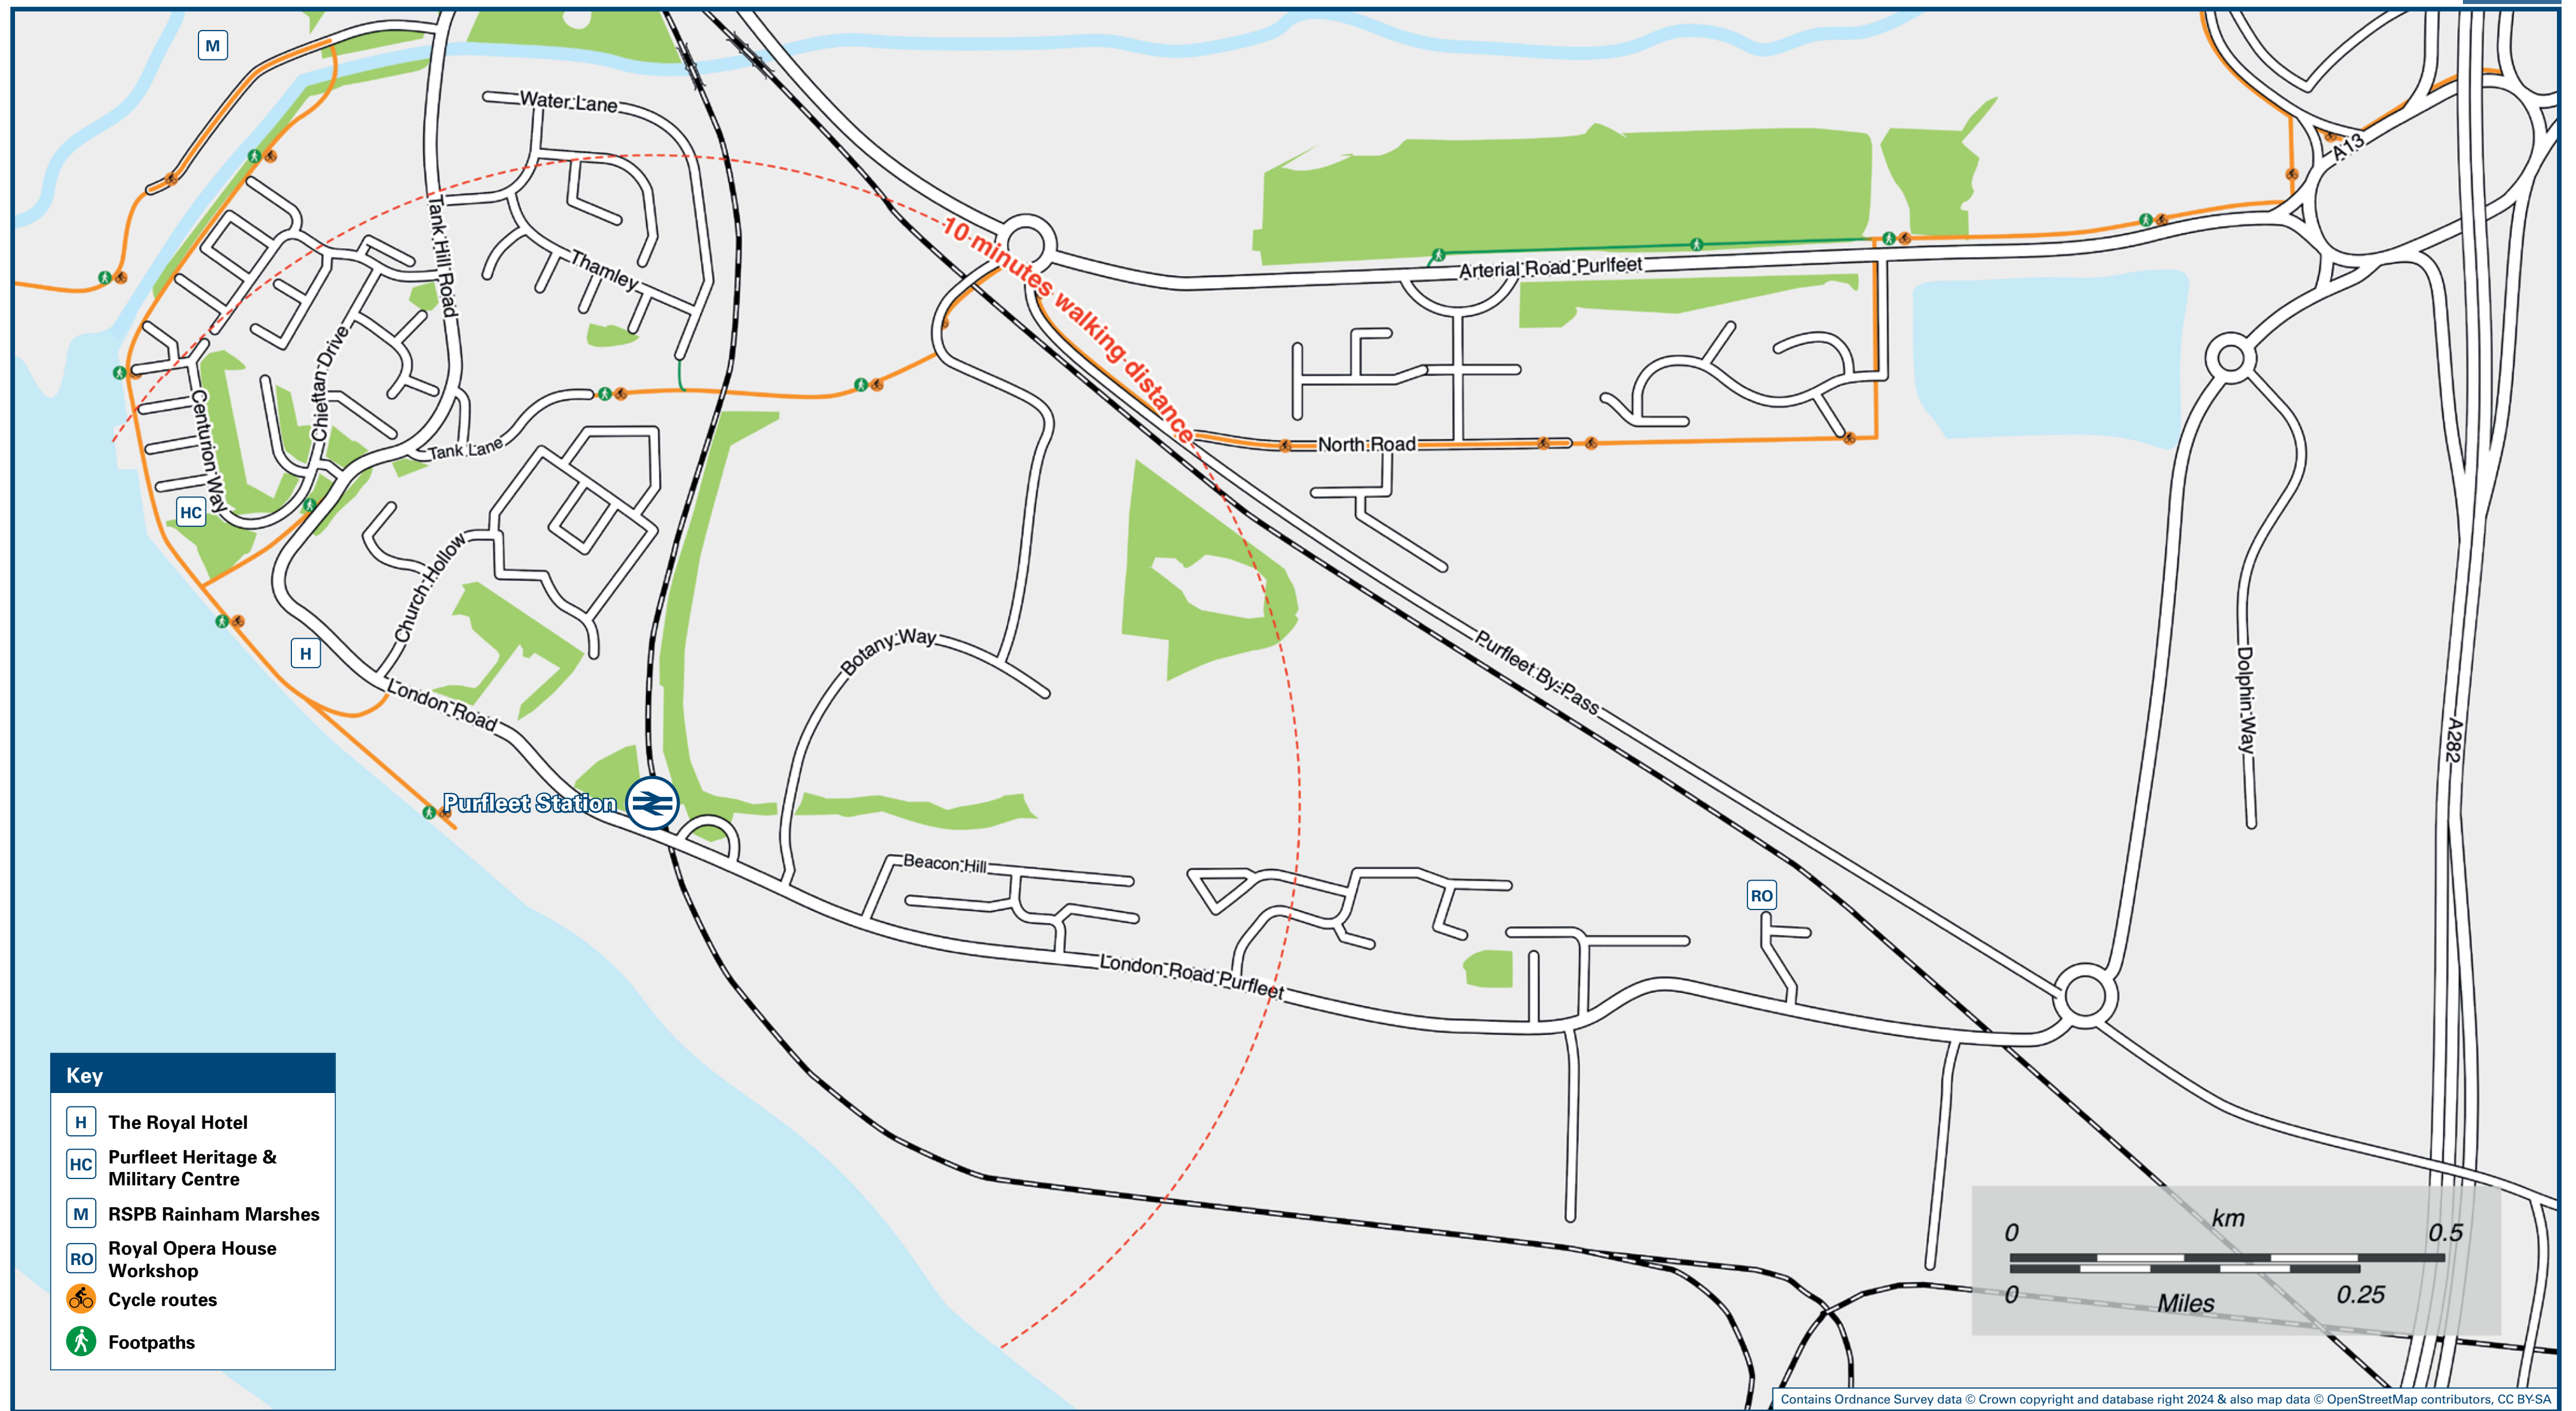 M
Water Lane
A13
Tank Hill Road
10 minutes walking distance
Thamley
Arterial Road Purlfeet
Chieftan Drive
Centurion Way
Tank Lane
North Road
HC
Church Hollow
H
Botany Way
Purfleet By-Pass
Dolphin Way
London Road
A282
Purfleet Station
Beacon Hill
RO
London Road Purfleet
Key
H The Royal Hotel
HC Purfleet Heritage &
Military Centre
M RSPB Rainham Marshes
RO Royal Opera House
Workshop
Cycle routes
Footpaths
km
0 0.5
0 0.25
Miles
Contains Ordnance Survey data © Crown copyright and database right 2024 & also map data © OpenStreetMap contributors, CC BY-SA